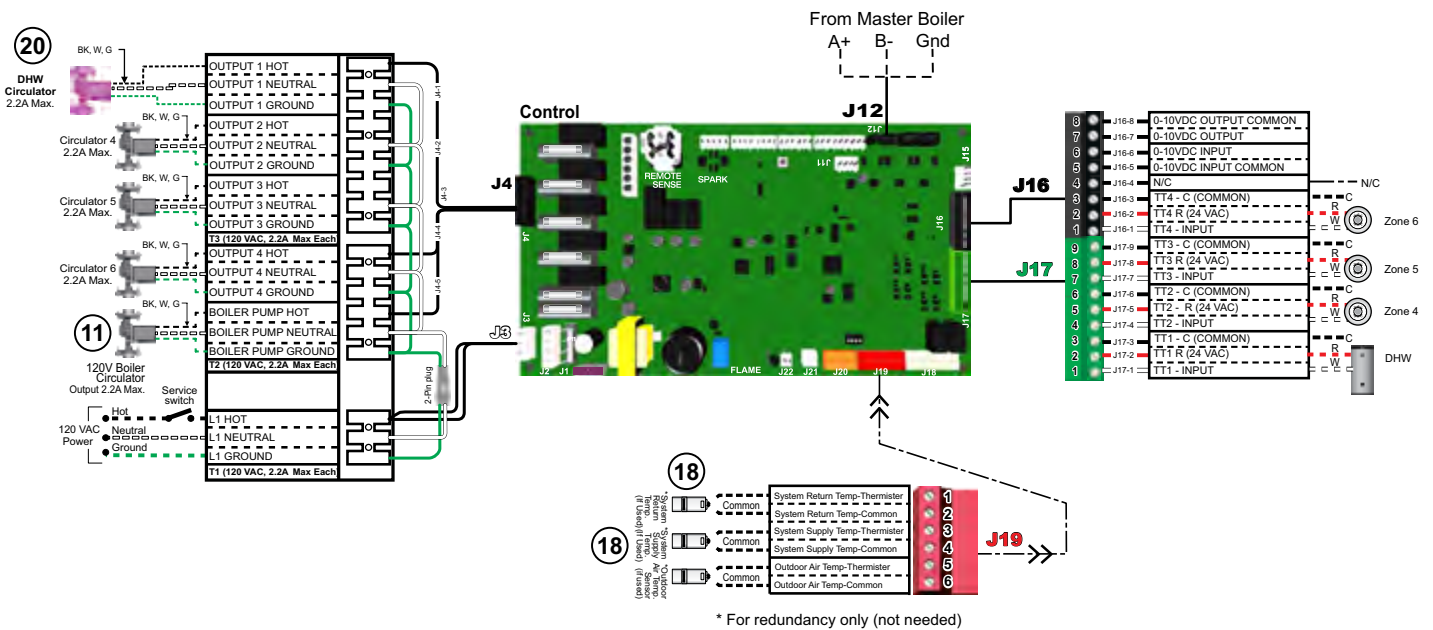 From Master Boiler
A+ B- Gnd
20
BK, W, G
DHW
Circulator
2.2A Max.
OUTPUT 1 HOT
OUTPUT 1 NEUTRAL
OUTPUT 1 GROUND
BK, W, G
Circulator 4
2.2A Max.
OUTPUT 2 HOT
OUTPUT 2 NEUTRAL
OUTPUT 2 GROUND
BK, W, G
Circulator 5
2.2A Max.
OUTPUT 3 HOT
OUTPUT 3 NEUTRAL
OUTPUT 3 GROUND
T3 (120 VAC, 2.2A Max Each
BK, W, G
Circulator 6
2.2A Max.
OUTPUT 4 HOT
OUTPUT 4 NEUTRAL
OUTPUT 4 GROUND
BK, W, G
11
120V Boiler
Circulator
Output 2.2A Max.
BOILER PUMP HOT
BOILER PUMP NEUTRAL
BOILER PUMP GROUND
T2 (120 VAC, 2.2A Max Each
Service
switch
120 VAC
Power
Hot
Neutral
Ground
L1 HOT
L1 NEUTRAL
L1 GROUND
T1 (120 VAC, 2.2A Max Each
J4-1
J4-2
J4-3
J4-4
J4-5
2-Pin plug
J4
J3
Control
J12
J12
REMOTE
SENSE
SPARK
J11
J15
J16
J17
J4
J3
J2
J1
FLAME
J22
J21
J20
J19
J18
J16
J17
8 J16-8 0-10VDC OUTPUT COMMON
7 J16-7 0-10VDC OUTPUT
6 J16-6 0-10VDC INPUT
5 J16-5 0-10VDC INPUT COMMON
4 J16-4 N/C N/C
3 J16-3 TT4 - C (COMMON) C
2 J16-2 TT4 R (24 VAC) R
1 J16-1 TT4 - INPUT W
Zone 6
9 J17-9 TT3 - C (COMMON) C
8 J17-8 TT3 R (24 VAC) R
7 J17-7 TT3 - INPUT W
Zone 5
6 J17-6 TT2 - C (COMMON) C
5 J17-5 TT2 - R (24 VAC) R
4 J17-4 TT2 - INPUT W
Zone 4
3 J17-3 TT1 - C (COMMON) C
2 J17-2 TT1 R (24 VAC) R
1 J17-1 TT1 - INPUT W
DHW
18
18
*System
Return
Temp.
(If Used)
Common
System Return Temp-Thermister
System Return Temp-Common
*System
Supply
Temp.
(If Used)
Common
System Supply Temp-Thermister
System Supply Temp-Common
*Outdoor
Air Temp.
Sensor
(if used)
Common
Outdoor Air Temp-Thermister
Outdoor Air Temp-Common
1
2
3
4
5
6
J19
* For redundancy only (not needed)